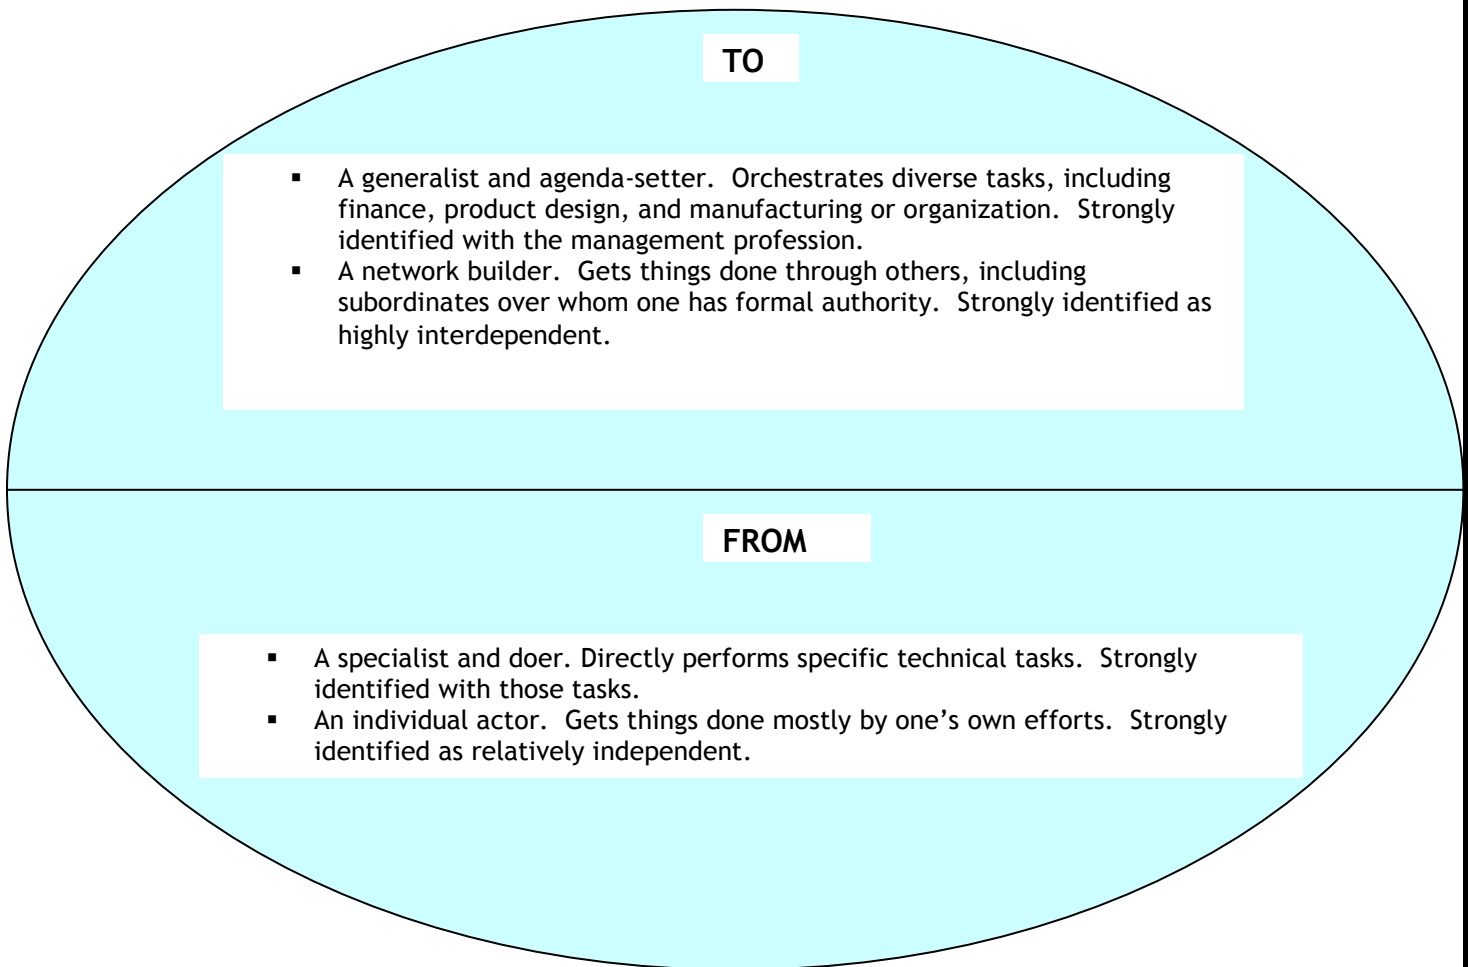 TO
▪ A generalist and agenda-setter.  Orchestrates diverse tasks, including
finance, product design, and manufacturing or organization.  Strongly
identified with the management profession.
▪ A network builder.  Gets things done through others, including
subordinates over whom one has formal authority.  Strongly identified as
highly interdependent.
FROM
▪ A specialist and doer. Directly performs specific technical tasks.  Strongly
identified with those tasks.
▪ An individual actor.  Gets things done mostly by one’s own efforts.  Strongly
identified as relatively independent.